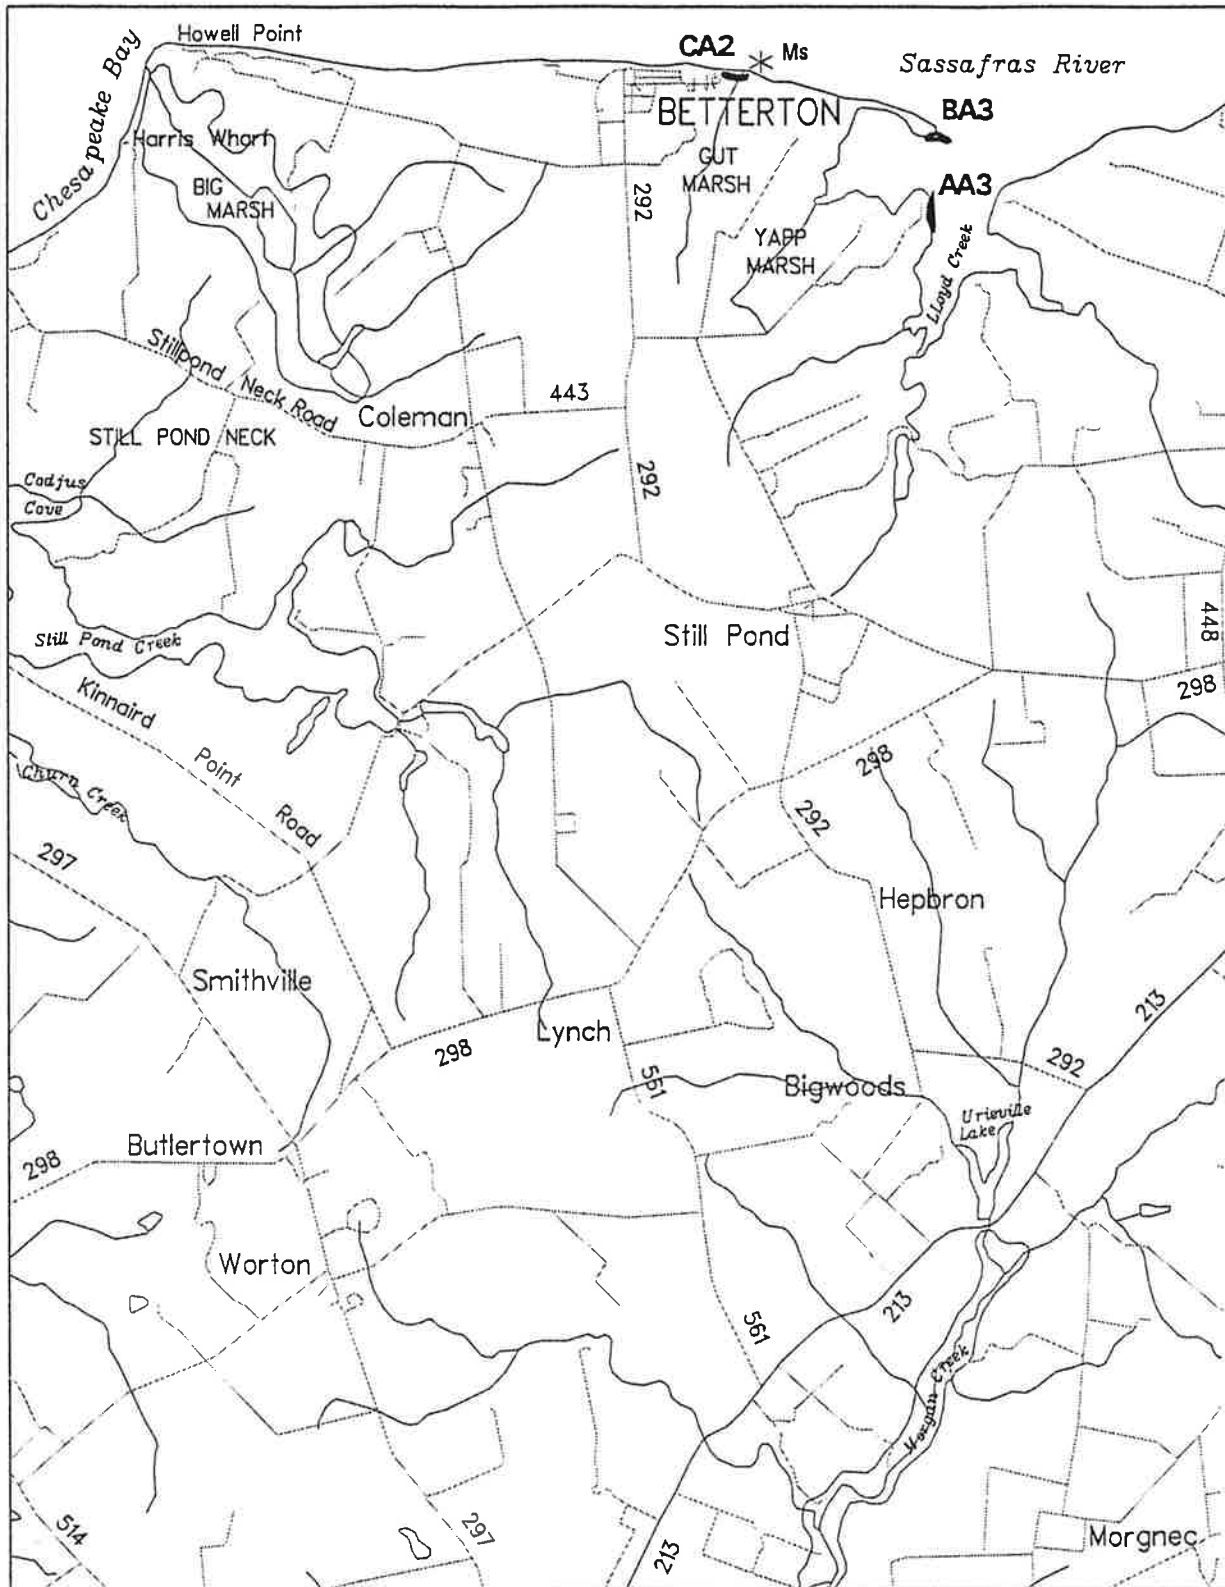 Howell Point
CA2
Ms
Sassafras River
Chesapeake Bay
BETTERTON
BA3
Harris Wharf
BIG
MARSH
GUT
MARSH
292
AA3
YAPP
MARSH
Lloyd Creek
Stillpond Neck Road
443
Coleman
STILL POND NECK
292
Codjus
Cove
Still Pond Creek
Still Pond
448
298
Kinnaird Point Road
298
Churn Creek
292
297
Hepbron
Smithville
213
Lynch
298
292
551
Bigwoods
Urieville
Lake
Butlertown
298
Worton
213
561
Morgan Creek
514
297
213
Morgnec